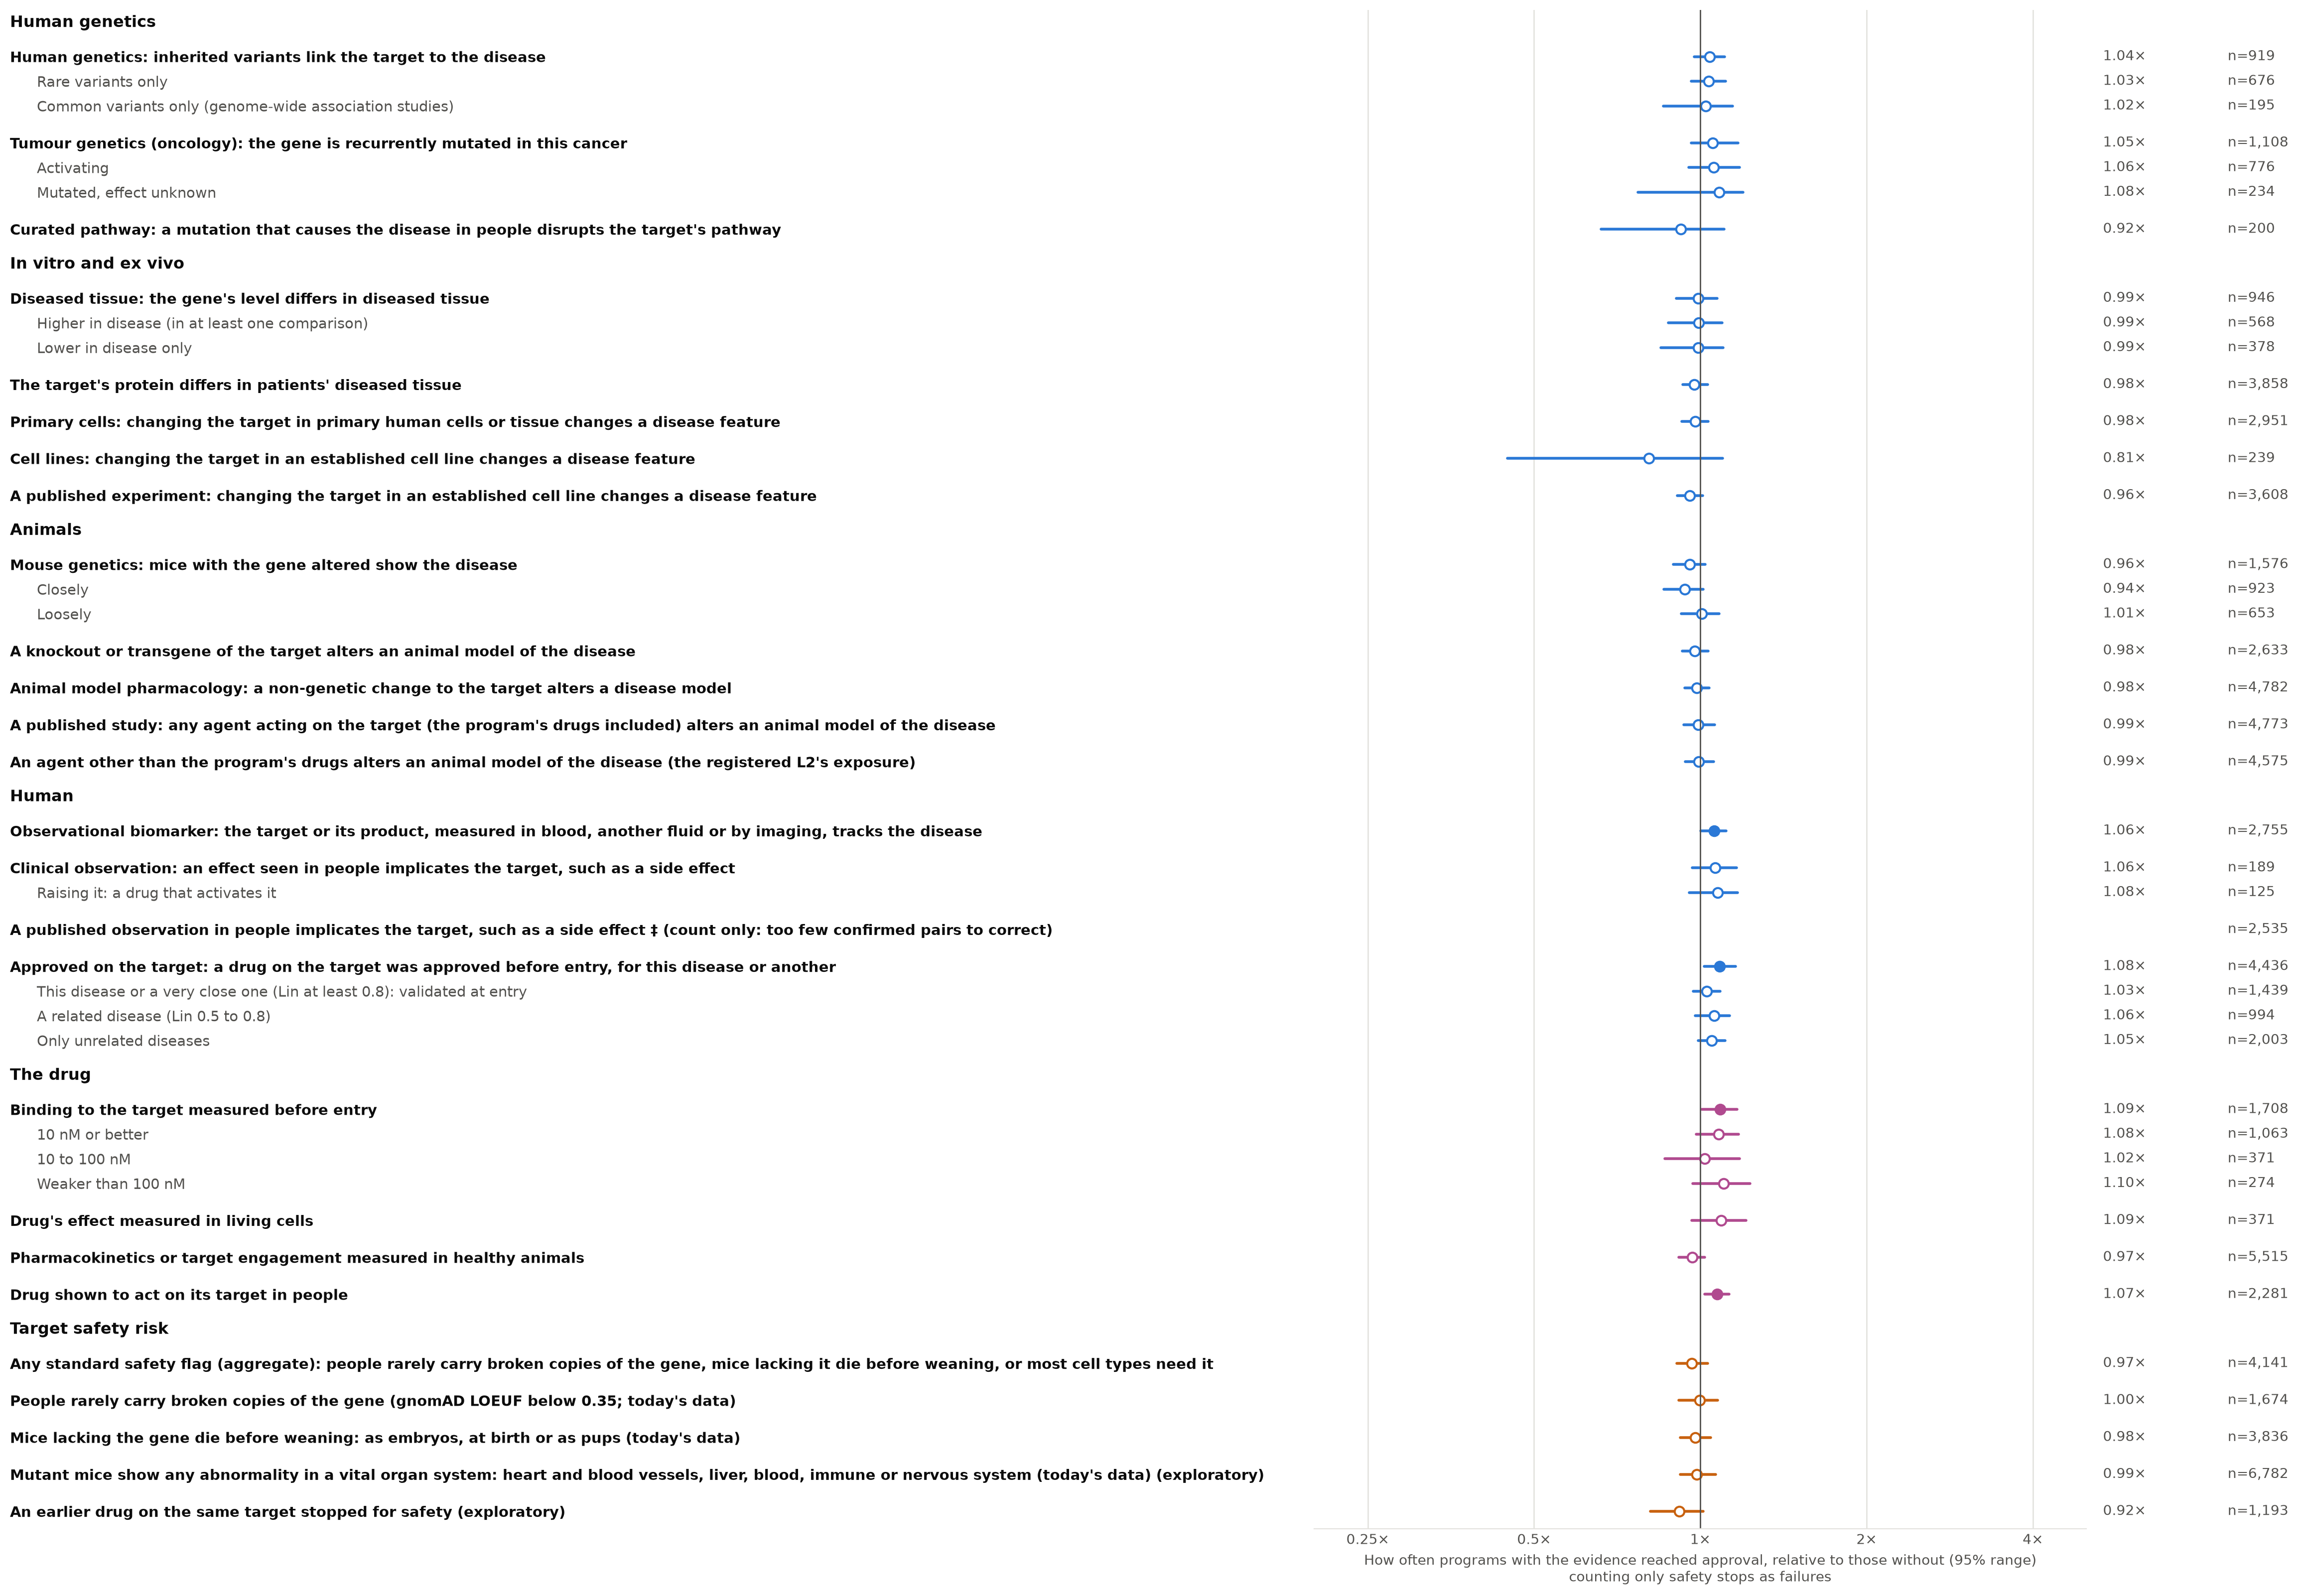 Human genetics
Human genetics: inherited variants link the target to the disease 1.04× n=919
Rare variants only 1.03× n=676
Common variants only (genome-wide association studies) 1.02× n=195
Tumour genetics (oncology): the gene is recurrently mutated in this cancer 1.05× n=1,108
Activating 1.06× n=776
Mutated, effect unknown 1.08× n=234
Curated pathway: a mutation that causes the disease in people disrupts the target's pathway 0.92× n=200
In vitro and ex vivo
Diseased tissue: the gene's level differs in diseased tissue 0.99× n=946
Higher in disease (in at least one comparison) 0.99× n=568
Lower in disease only 0.99× n=378
The target's protein differs in patients' diseased tissue 0.98× n=3,858
Primary cells: changing the target in primary human cells or tissue changes a disease feature 0.98× n=2,951
Cell lines: changing the target in an established cell line changes a disease feature 0.81× n=239
A published experiment: changing the target in an established cell line changes a disease feature 0.96× n=3,608
Animals
Mouse genetics: mice with the gene altered show the disease 0.96× n=1,576
Closely 0.94× n=923
Loosely 1.01× n=653
A knockout or transgene of the target alters an animal model of the disease 0.98× n=2,633
Animal model pharmacology: a non-genetic change to the target alters a disease model 0.98× n=4,782
A published study: any agent acting on the target (the program's drugs included) alters an animal model of the disease 0.99× n=4,773
An agent other than the program's drugs alters an animal model of the disease (the registered L2's exposure) 0.99× n=4,575
Human
Observational biomarker: the target or its product, measured in blood, another fluid or by imaging, tracks the disease 1.06× n=2,755
Clinical observation: an effect seen in people implicates the target, such as a side effect 1.06× n=189
Raising it: a drug that activates it 1.08× n=125
A published observation in people implicates the target, such as a side effect ‡ (count only: too few confirmed pairs to correct) n=2,535
Approved on the target: a drug on the target was approved before entry, for this disease or another 1.08× n=4,436
This disease or a very close one (Lin at least 0.8): validated at entry 1.03× n=1,439
A related disease (Lin 0.5 to 0.8) 1.06× n=994
Only unrelated diseases 1.05× n=2,003
The drug
Binding to the target measured before entry 1.09× n=1,708
10 nM or better 1.08× n=1,063
10 to 100 nM 1.02× n=371
Weaker than 100 nM 1.10× n=274
Drug's effect measured in living cells 1.09× n=371
Pharmacokinetics or target engagement measured in healthy animals 0.97× n=5,515
Drug shown to act on its target in people 1.07× n=2,281
Target safety risk
Any standard safety flag (aggregate): people rarely carry broken copies of the gene, mice lacking it die before weaning, or most cell types need it 0.97× n=4,141
People rarely carry broken copies of the gene (gnomAD LOEUF below 0.35; today's data) 1.00× n=1,674
Mice lacking the gene die before weaning: as embryos, at birth or as pups (today's data) 0.98× n=3,836
Mutant mice show any abnormality in a vital organ system: heart and blood vessels, liver, blood, immune or nervous system (today's data) (exploratory) 0.99× n=6,782
An earlier drug on the same target stopped for safety (exploratory) 0.92× n=1,193
0.25× 0.5× 1× 2× 4×
How often programs with the evidence reached approval, relative to those without (95% range)
counting only safety stops as failures